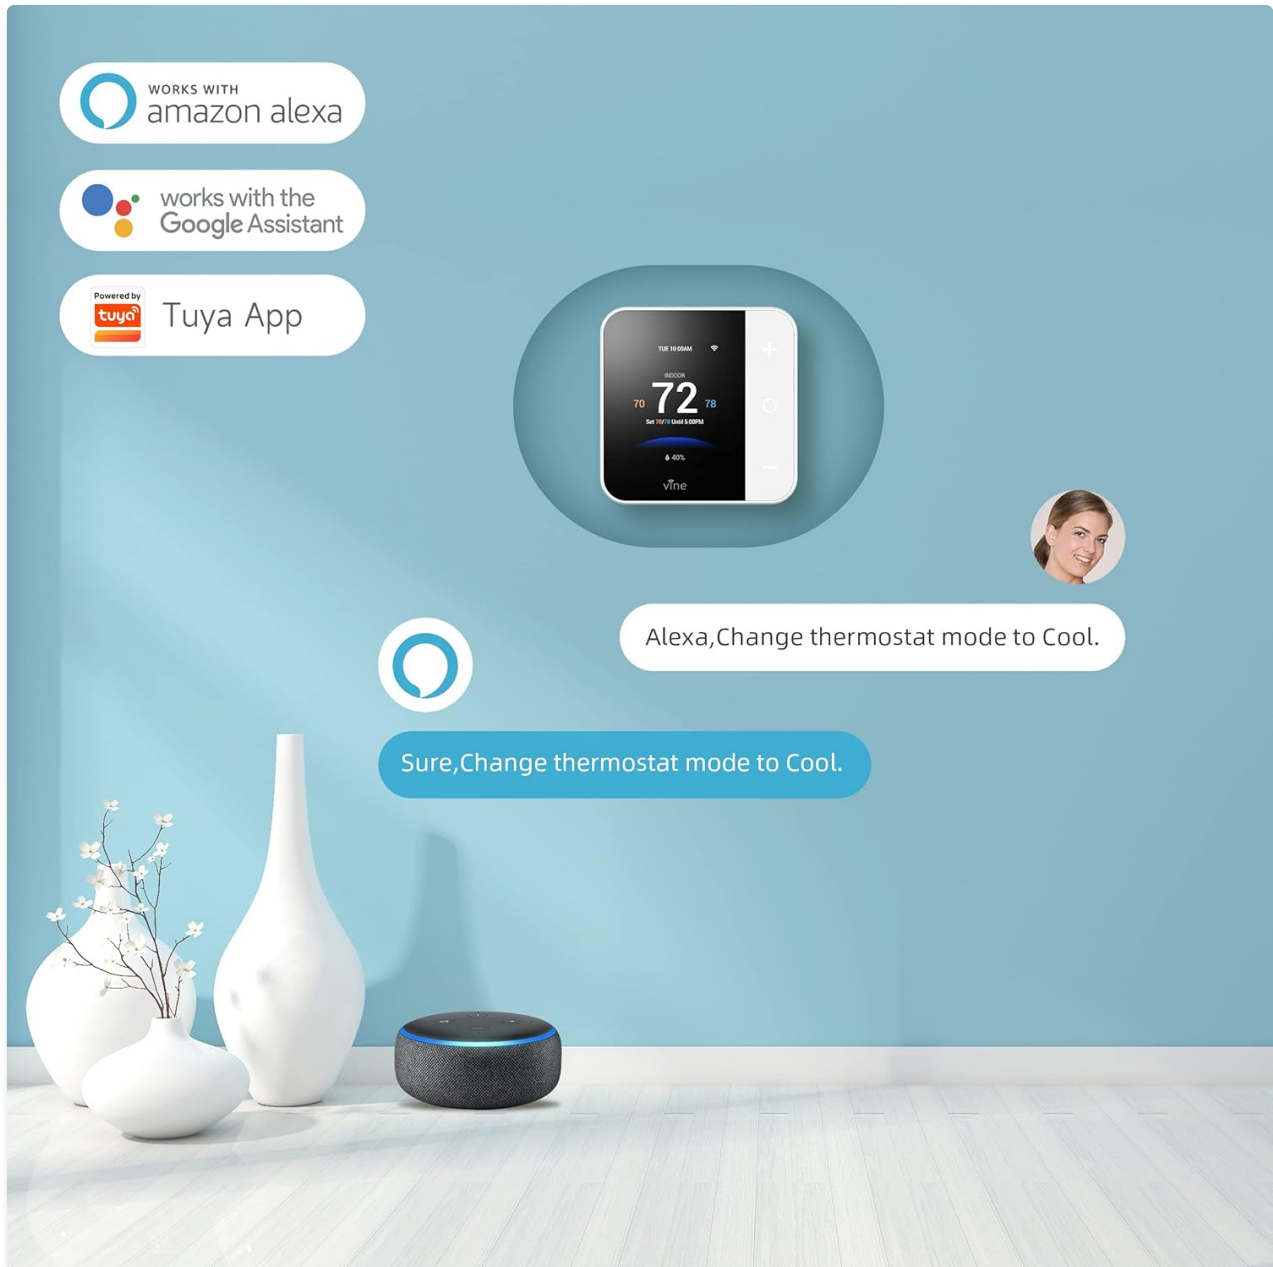 WORKS WITH
amazon alexa
works with the
Google Assistant
Powered by
tuya
Tuya App
TUE 10:00AM
INDOOR
70 72 78
Set 70/78 Until 5:00PM
40%
vine
Alexa,Change thermostat mode to Cool.
Sure,Change thermostat mode to Cool.